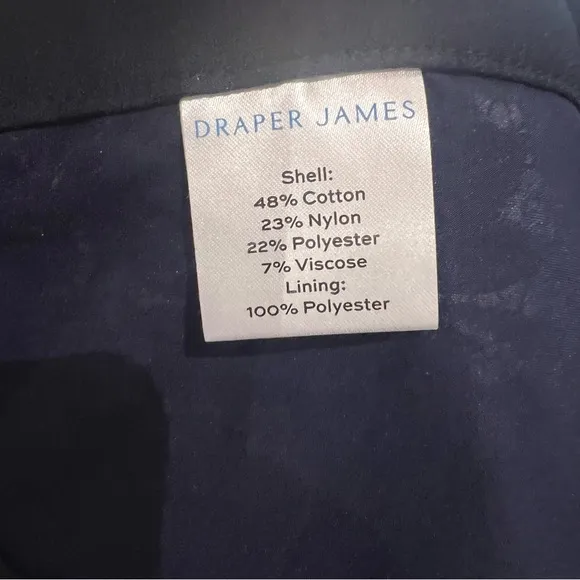 DRAPER JAMES
Shell:
48% Cotton
23% Nylon
22% Polyester
7% Viscose
Lining:
100% Polyester